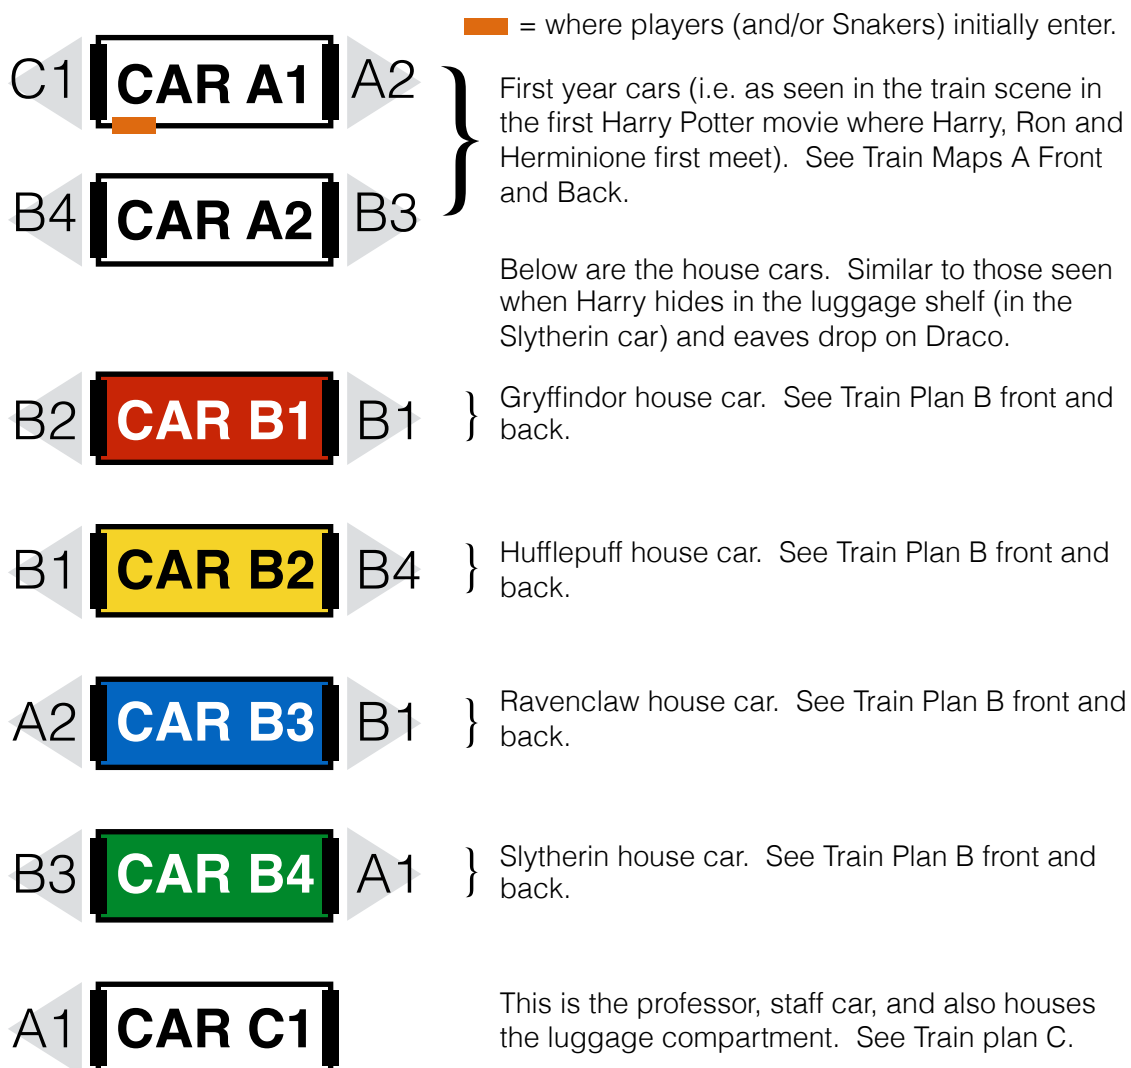 = where players (and/or Snakers) initially enter.
C1 CAR A1 A2
First year cars (i.e. as seen in the train scene in
the first Harry Potter movie where Harry, Ron and
Herminione first meet). See Train Maps A Front
and Back.
B4 CAR A2 B3
Below are the house cars. Similar to those seen
when Harry hides in the luggage shelf (in the
Slytherin car) and eaves drop on Draco.
B2 CAR B1 B1
Gryffindor house car. See Train Plan B front and
back.
B1 CAR B2 B4
Hufflepuff house car. See Train Plan B front and
back.
A2 CAR B3 B1
Ravenclaw house car. See Train Plan B front and
back.
B3 CAR B4 A1
Slytherin house car. See Train Plan B front and
back.
A1 CAR C1
This is the professor, staff car, and also houses
the luggage compartment. See Train plan C.